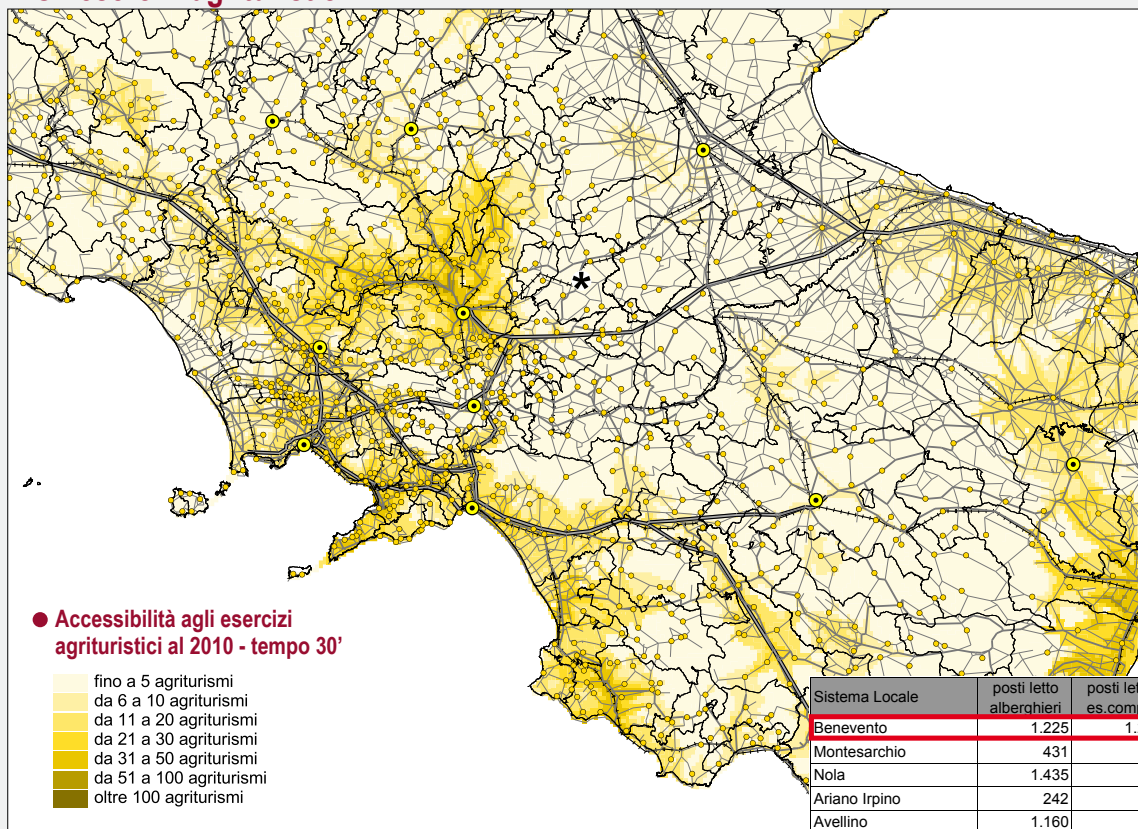 ● Accessibilità agli esercizi
agrituristici al 2010 - tempo 30’
fino a 5 agriturismi
da 6 a 10 agriturismi
da 11 a 20 agriturismi
da 21 a 30 agriturismi
da 31 a 50 agriturismi
da 51 a 100 agriturismi
oltre 100 agriturismi
*
Sistema Locale posti letto alberghieri posti
Benevento 1.225 1.
Montesarchio 431
Nola 1.435
Ariano Irpino 242
Avellino 1.160